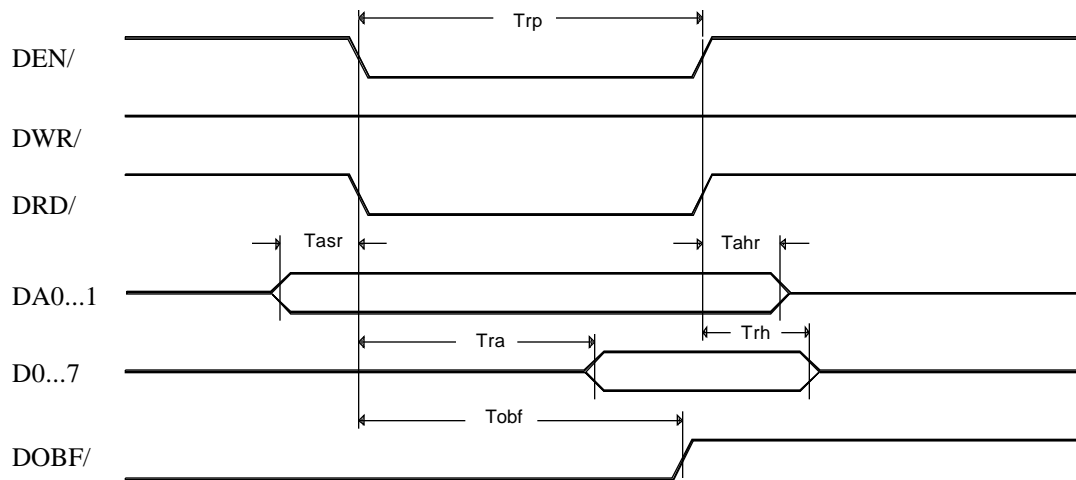 Trp
DEN/
DWR/
DRD/
Tasr
Tahr
DA0...1
Tra
Trh
D0...7
Tobf
DOBF/